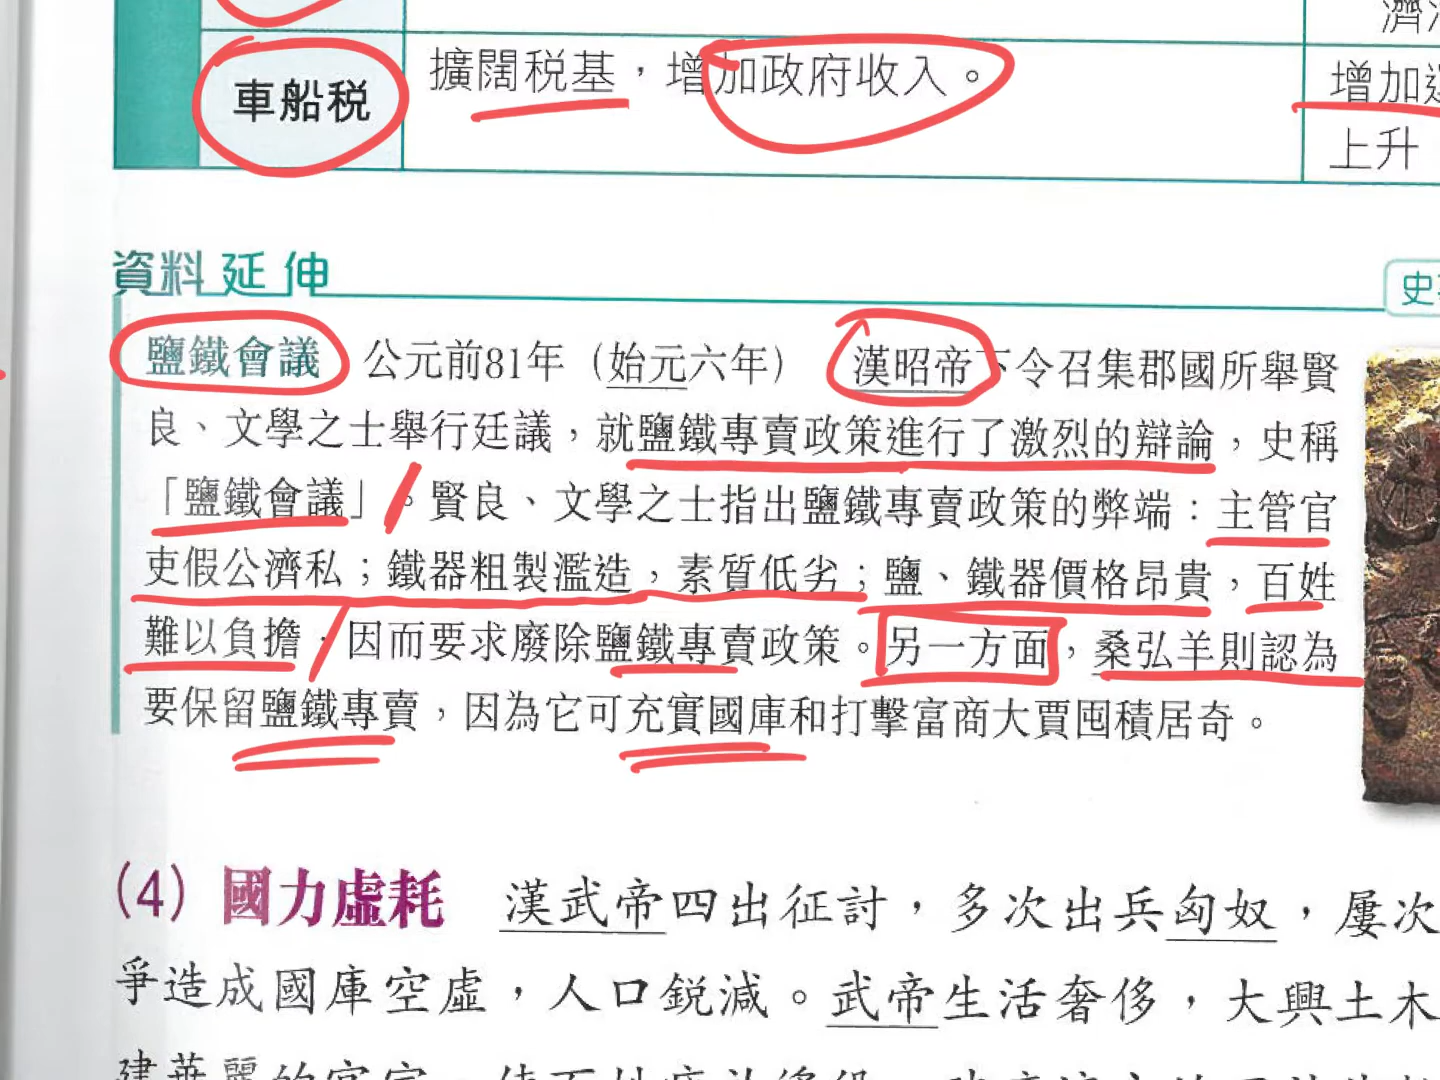 濟
車船税
擴闊税基，增加政府收入。
增加
上升
資料延伸
史
鹽鐵會議 公元前81年（始元六年） 漢昭帝下令召集郡國所舉賢
良、文學之士舉行廷議，就鹽鐵專賣政策進行了激烈的辯論，史稱
「鹽鐵會議」。賢良、文學之士指出鹽鐵專賣政策的弊端：主管官
吏假公濟私；鐵器粗製濫造，素質低劣；鹽、鐵器價格昂貴，百姓
難以負擔，因而要求廢除鹽鐵專賣政策。另一方面，桑弘羊則認為
要保留鹽鐵專賣，因為它可充實國庫和打擊富商大賈囤積居奇。
(4) 國力虛耗 漢武帝四出征討，多次出兵匈奴，屢次
爭造成國庫空虛，人口鋭減。武帝生活奢侈，大興土木
建華麗的宮